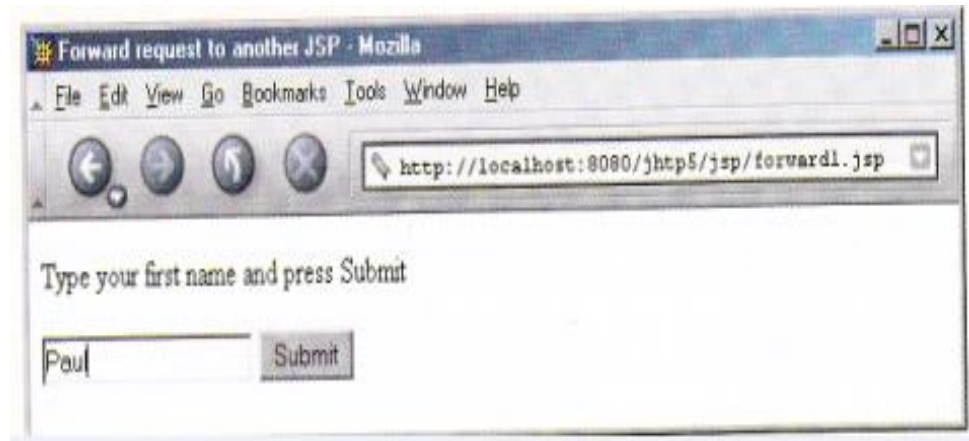 Forward request to another JSP - Mozilla
File Edit View Go Bookmarks Tools Window Help
http://localhost:8080/jhtp5/jsp/forward1.jsp
Type your first name and press Submit
Paul Submit